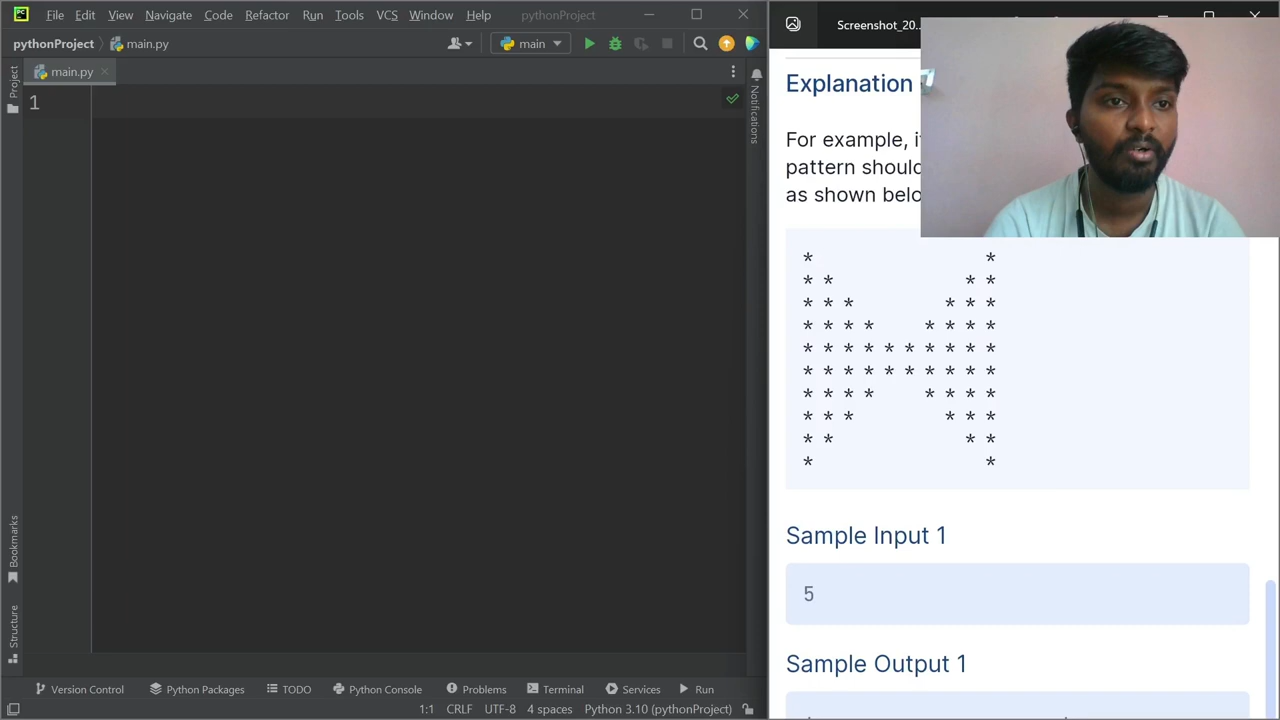 File Edit View Navigate Code Refactor Run Tools VCS Window Help pythonProject
pythonProject main.py main
main.py
1
Project
Notifications
Bookmarks
Structure
Version Control Python Packages TODO Python Console Problems Terminal Services Run
1:1 CRLF UTF-8 4 spaces Python 3.10 (pythonProject)
Screenshot_20...
Explanation
For example,
pattern
as shown
*                 *
* *             * *
* * *         * * *
* * * *     * * * *
* * * * * * * * * *
* * * * * * * * * *
* * * *     * * * *
* * *         * * *
* *             * *
*                 *
Sample Input 1
5
Sample Output 1